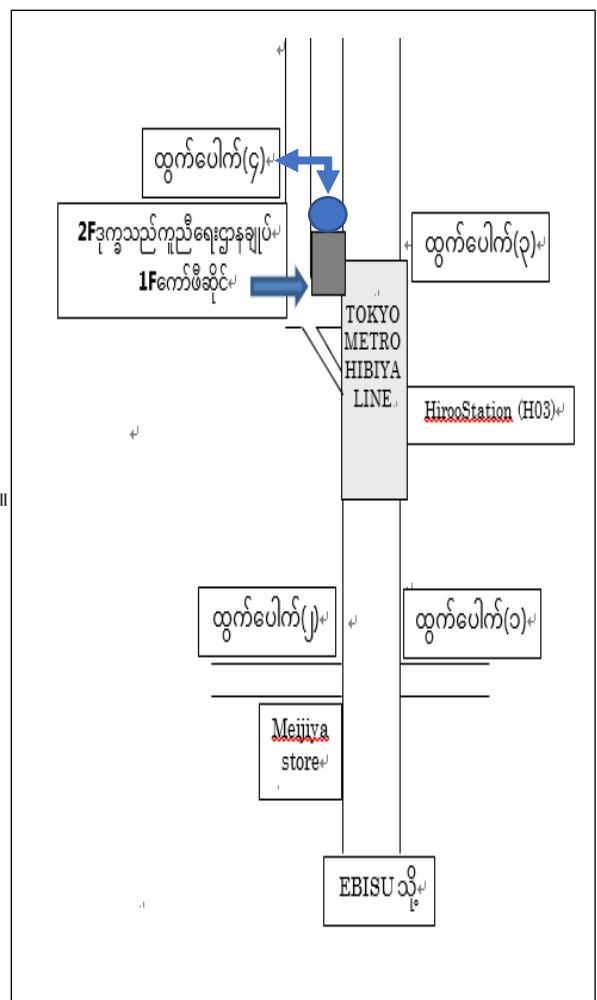 ထွက်ပေါက်(၄)
2Fဒုက္ခသည်ကူညီရေးဌာနချုပ်
1Fကော်ဖီဆိုင်
ထွက်ပေါက်(၃)
TOKYO
METRO
HIBIYA
LINE
HirooStation (H03)
။
ထွက်ပေါက်(၂)
ထွက်ပေါက်(၁)
Meijiya
store
EBISU သို့